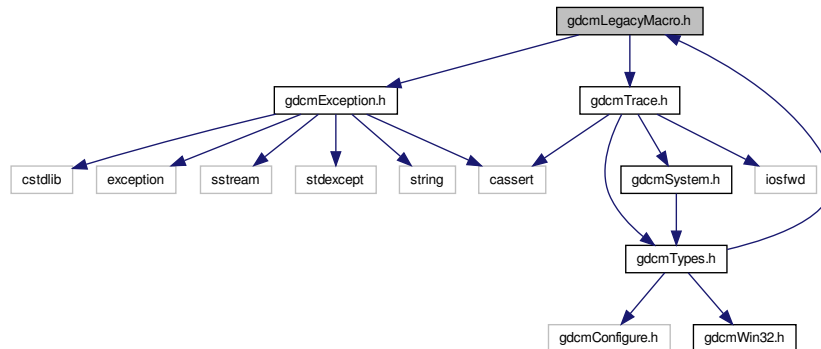 gdcmLegacyMacro.h
gdcmException.h
gdcmTrace.h
cstdlib
exception
sstream
stdexcept
string
cassert
gdcmSystem.h
iosfwd
gdcmTypes.h
gdcmConfigure.h
gdcmWin32.h